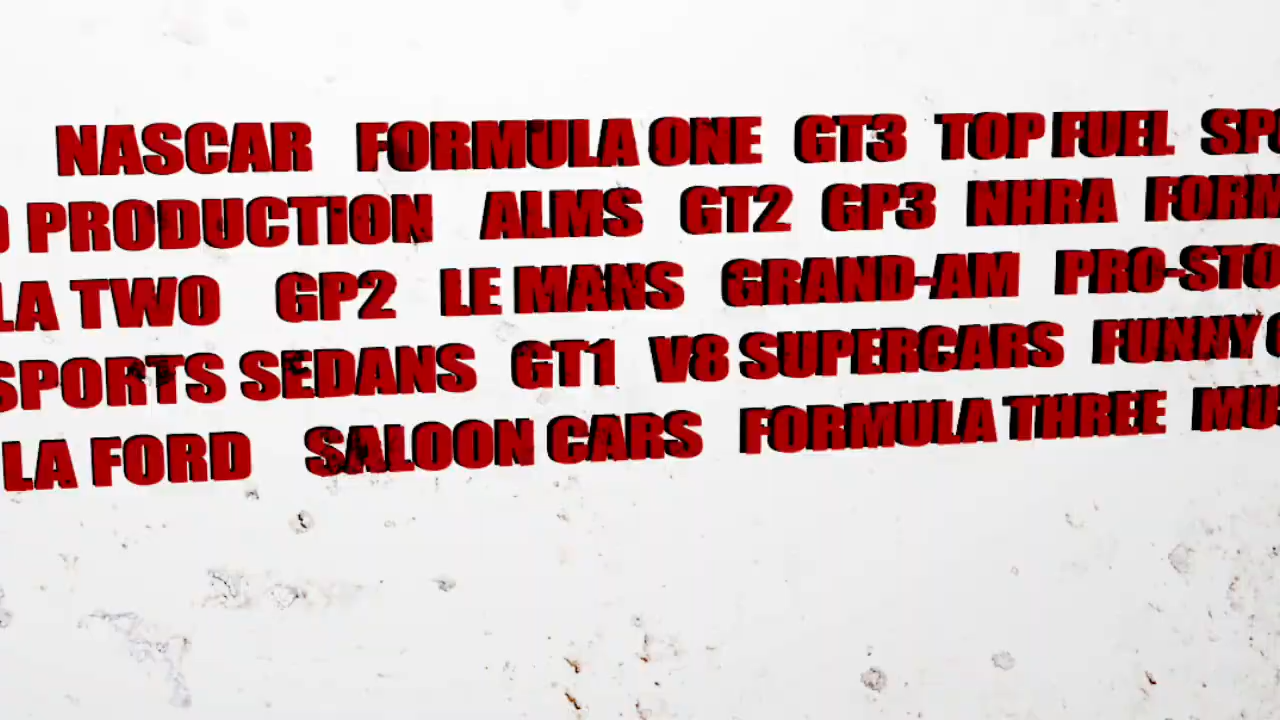 NASCAR FORMULA ONE GT3 TOP FUEL
PRODUCTION ALMS GT2 GP3 NHRA
TWO GP2 LE MANS GRAND-AM
SPORTS SEDANS GT1 V8 SUPERCARS FUNNY
LA FORD SALOON CARS FORMULA THREE